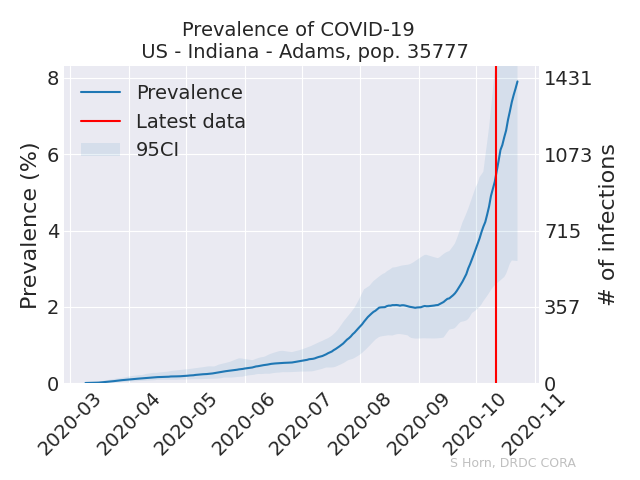 Prevalence of COVID-19
US - Indiana - Adams, pop. 35777
Prevalence
Latest data
95CI
Prevalence (%)
8
6
4
2
0
1431
1073
715
357
0
# of infections
2020-03
2020-04
2020-05
2020-06
2020-07
2020-08
2020-09
2020-10
2020-11
S Horn, DRDC CORA